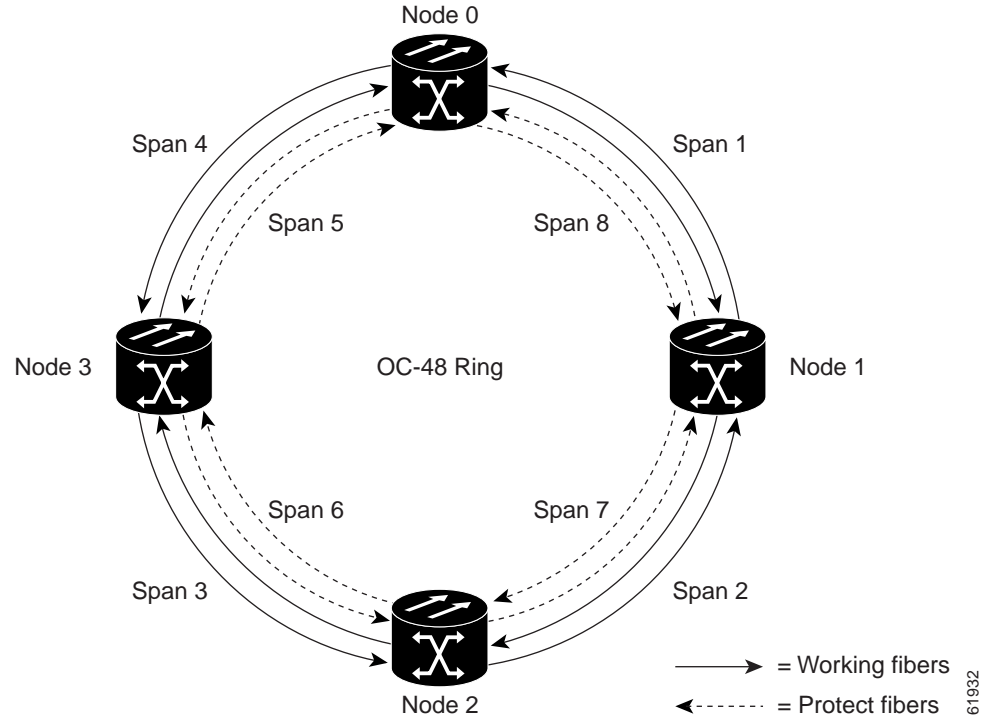 Node 0
Span 4
Span 1
Span 5
Span 8
Node 3
OC-48 Ring
Node 1
Span 6
Span 7
Span 3
Span 2
Node 2
= Working fibers
= Protect fibers
61932